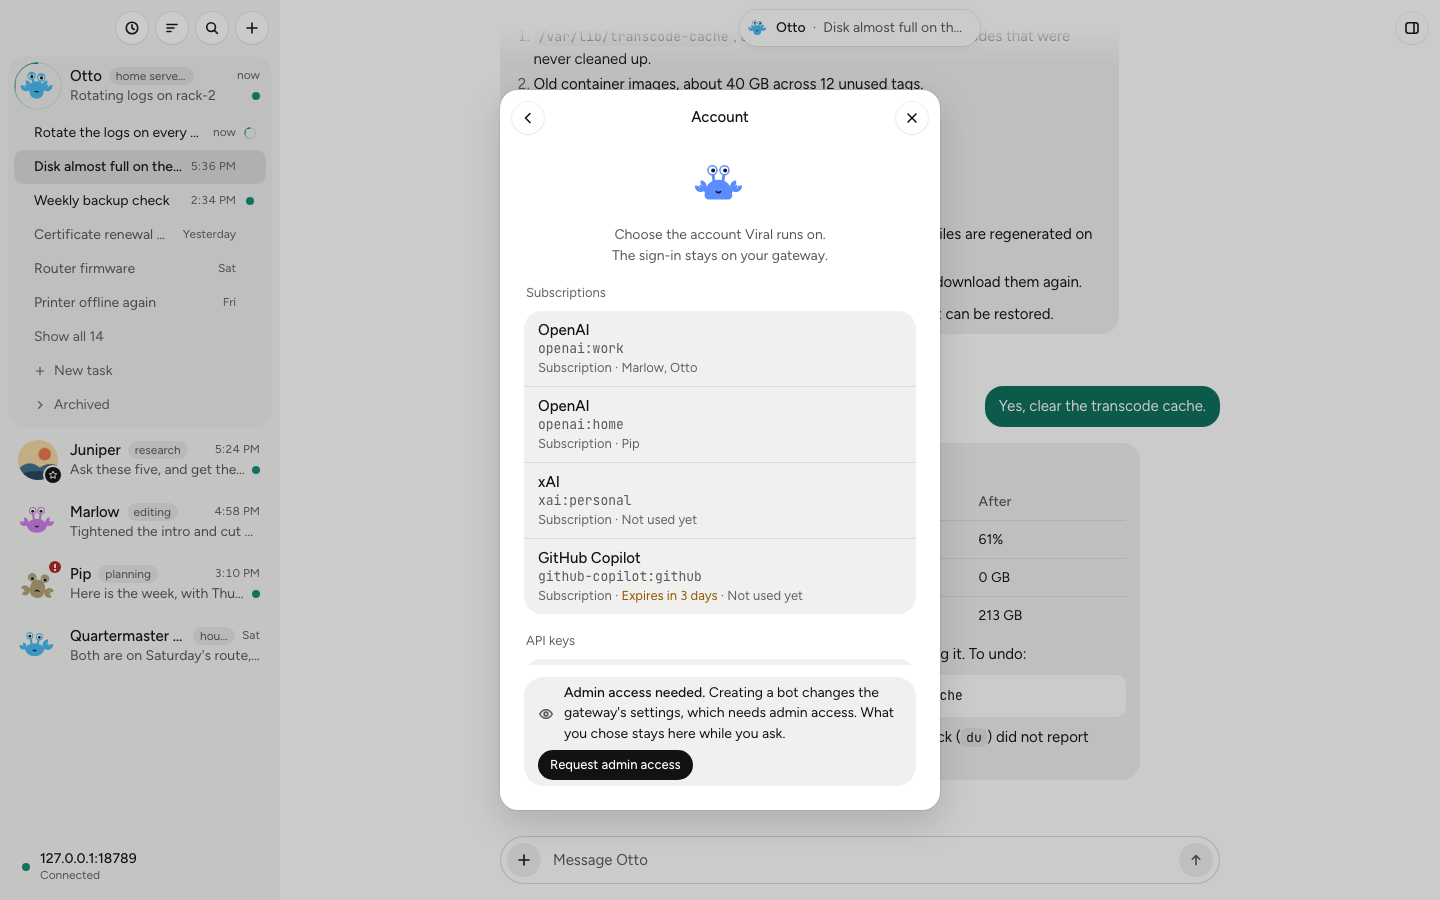 Otto home serve... now
Rotating logs on rack-2
Rotate the logs on every ... now
Disk almost full on the... 5:36 PM
Weekly backup check 2:34 PM
Certificate renewal ... Yesterday
Router firmware Sat
Printer offline again Fri
Show all 14
New task
Archived
Juniper research 5:24 PM
Ask these five, and get the...
Marlow editing 4:58 PM
Tightened the intro and cut ...
Pip planning 3:10 PM
Here is the week, with Thu...
Quartermaster ... hou... Sat
Both are on Saturday's route,...
127.0.0.1:18789
Connected
Otto · Disk almost full on th...
1. /var/lib/transcode-cache, that were
never cleaned up.
2. Old container images, about 40 GB across 12 unused tags.
Account
Choose the account Viral runs on.
The sign-in stays on your gateway.
Subscriptions
OpenAI
openai:work
Subscription · Marlow, Otto
OpenAI
openai:home
Subscription · Pip
xAI
xai:personal
Subscription · Not used yet
GitHub Copilot
github-copilot:github
Subscription · Expires in 3 days · Not used yet
API keys
Admin access needed. Creating a bot changes the
gateway's settings, which needs admin access. What
you chose stays here while you ask.
Request admin access
are regenerated on
download them again.
can be restored.
Yes, clear the transcode cache.
After
61%
0 GB
213 GB
it. To undo:
(du) did not report
Message Otto